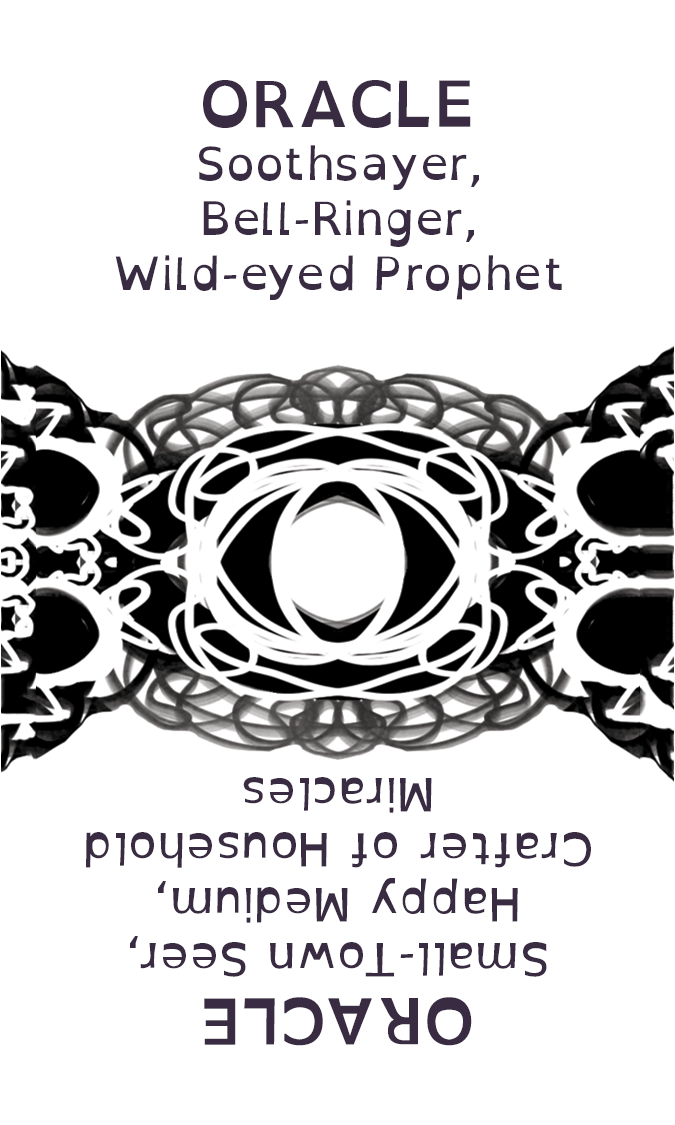 ORACLE
Soothsayer,
Bell-Ringer,
Wild-eyed Prophet
ORACLE
Small-Town Seer,
Happy Medium,
Crafter of Household
Miracles